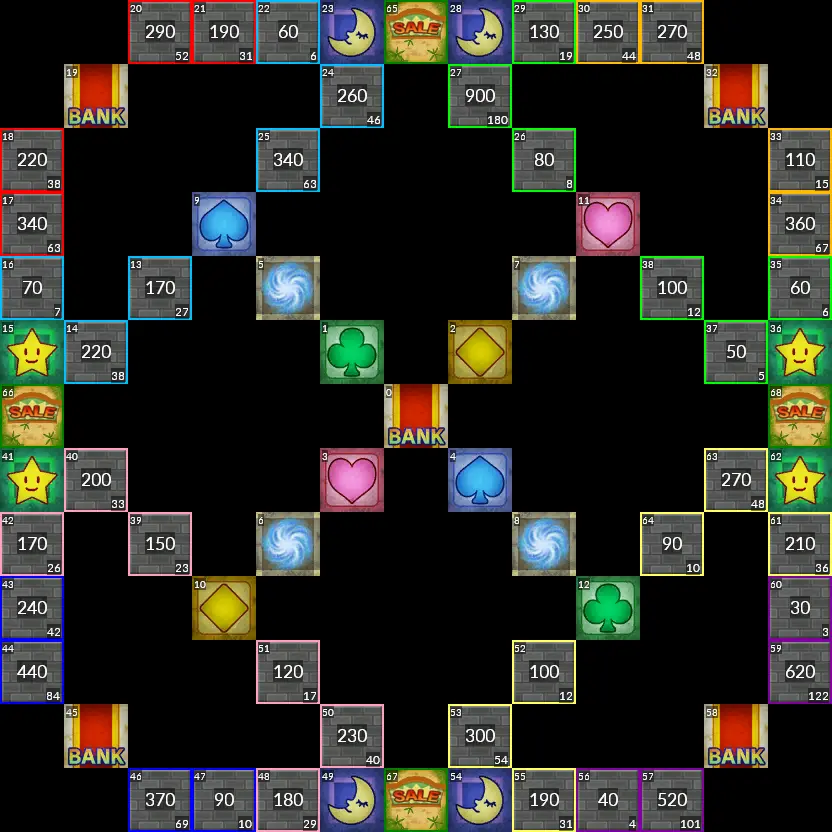 20 21 22 23 65 28 29 30 31
290 190 60 SALE 130 250 270
52 31 6 19 44 48
19 24 27 32
260 900
BANK 46 180 BANK
18 25 26 33
220 340 80 110
38 63 8 15
17 9 11 34
340 360
63 67
16 13 5 7 38 35
70 170 100 60
7 27 12 6
15 14 1 2 37 36
220 50
38 5
66 0 68
SALE SALE
BANK
41 40 3 4 63 62
200 270
33 48
42 39 6 8 64 61
170 150 90 210
26 23 10 36
43 10 12 60
240 30
42 3
44 51 52 59
440 120 100 620
84 17 12 122
45 50 53 58
230 300
BANK 40 54 BANK
46 47 48 49 67 54 55 56 57
370 90 180 SALE 190 40 520
69 10 29 31 4 101